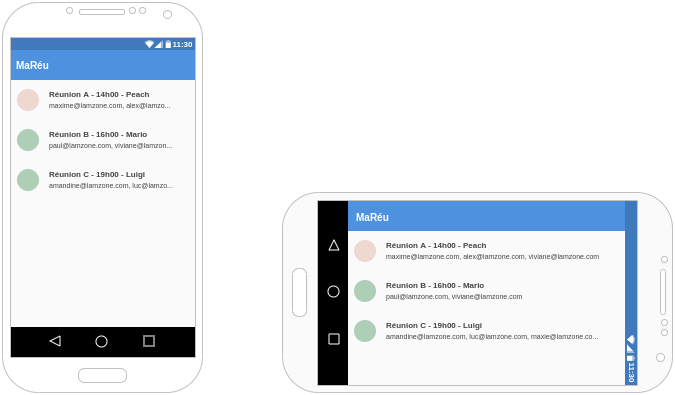 11:30
MaRéu
Réunion A - 14h00 - Peach
maxime@lamzone.com, alex@lamzo...
Réunion B - 16h00 - Mario
paul@lamzone.com, viviane@lamzon...
Réunion C - 19h00 - Luigi
amandine@lamzone.com, luc@lamzo...
MaRéu
Réunion A - 14h00 - Peach
maxime@lamzone.com, alex@lamzone.com, viviane@lamzone.com
Réunion B - 16h00 - Mario
paul@lamzone.com, viviane@lamzone.com
Réunion C - 19h00 - Luigi
amandine@lamzone.com, luc@lamzone.com, maxie@lamzone.co...
11:30